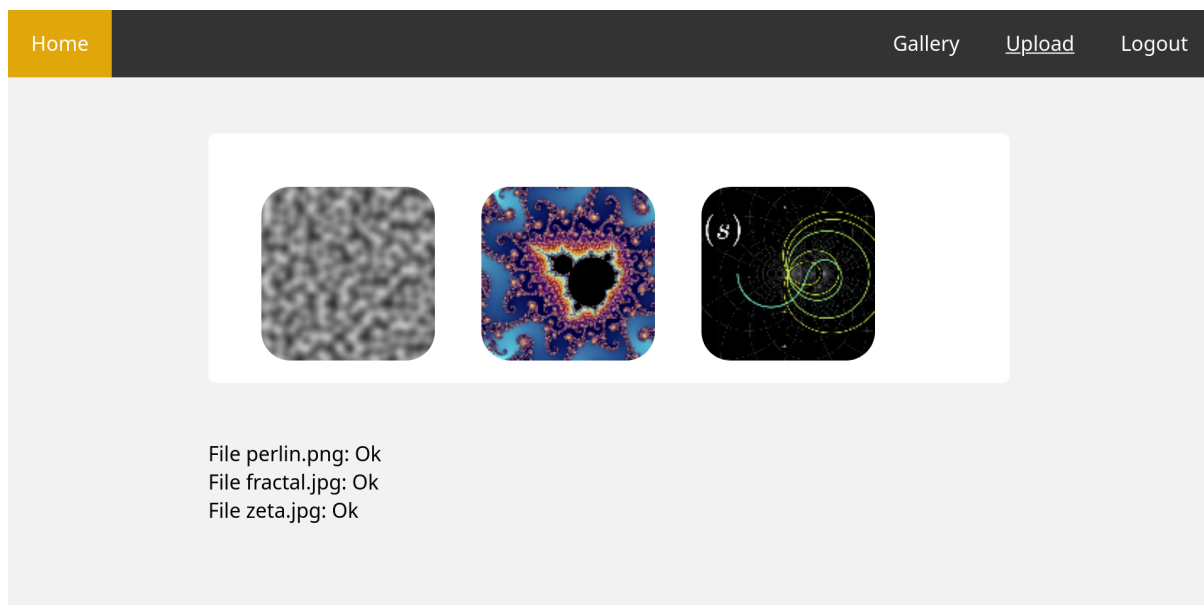 Home Gallery Upload Logout
(s)
File perlin.png: Ok
File fractal.jpg: Ok
File zeta.jpg: Ok